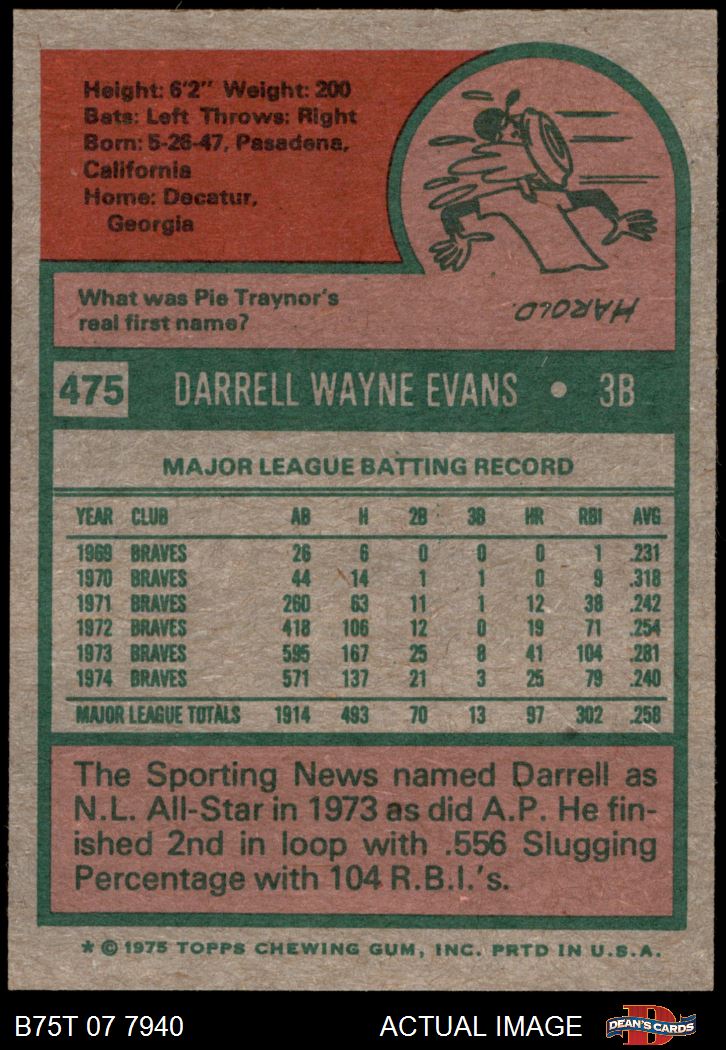 Height: 6'2" Weight: 200
Bats: Left Throws: Right
Born: 5-26-47, Pasadena,
California
Home: Decatur,
Georgia
What was Pie Traynor's
real first name?
HAROLD.
475 DARRELL WAYNE EVANS • 3B
MAJOR LEAGUE BATTING RECORD
YEAR CLUB AB H 2B 3B HR RBI AVG
1969 BRAVES 26 6 0 0 0 1 .231
1970 BRAVES 44 14 1 1 0 9 .318
1971 BRAVES 260 63 11 1 12 38 .242
1972 BRAVES 418 106 12 0 19 71 .254
1973 BRAVES 595 167 25 8 41 104 .281
1974 BRAVES 571 137 21 3 25 79 .240
MAJOR LEAGUE TOTALS 1914 493 70 13 97 302 .258
The Sporting News named Darrell as
N.L. All-Star in 1973 as did A.P. He fin-
ished 2nd in loop with .556 Slugging
Percentage with 104 R.B.I.'s.
* © 1975 TOPPS CHEWING GUM, INC. PRTD IN U.S.A.
B75T 07 7940 ACTUAL IMAGE DEAN'S CARDS